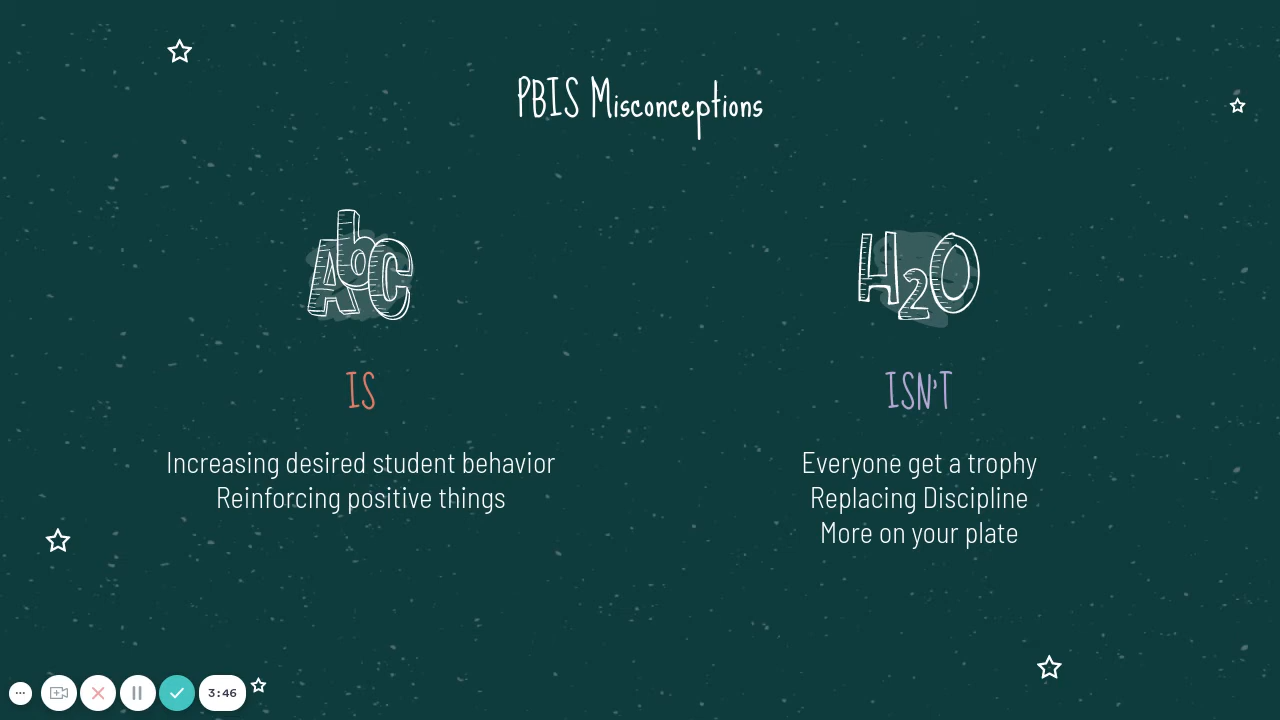 PBIS Misconceptions
AbC
H2O
IS
ISN'T
Increasing desired student behavior
Reinforcing positive things
Everyone get a trophy
Replacing Discipline
More on your plate
3:46